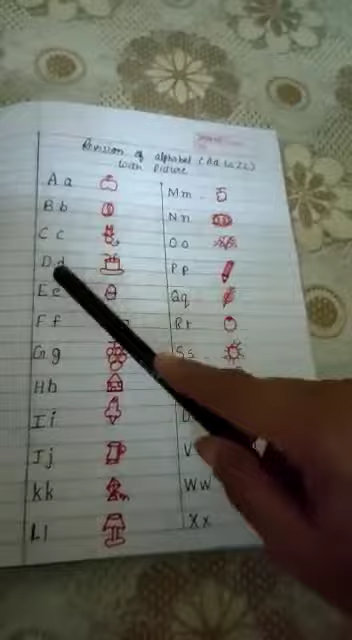 Revision of alphabet (Aa to Zz)
with Picture
Aa
Bb
Cc
Dd
Ee
Ff
Gg
Hh
Ii
Jj
kk
Ll
Mm
Nn
Oo
Pp
Qq
Rr
Ss
V
Ww
Xx